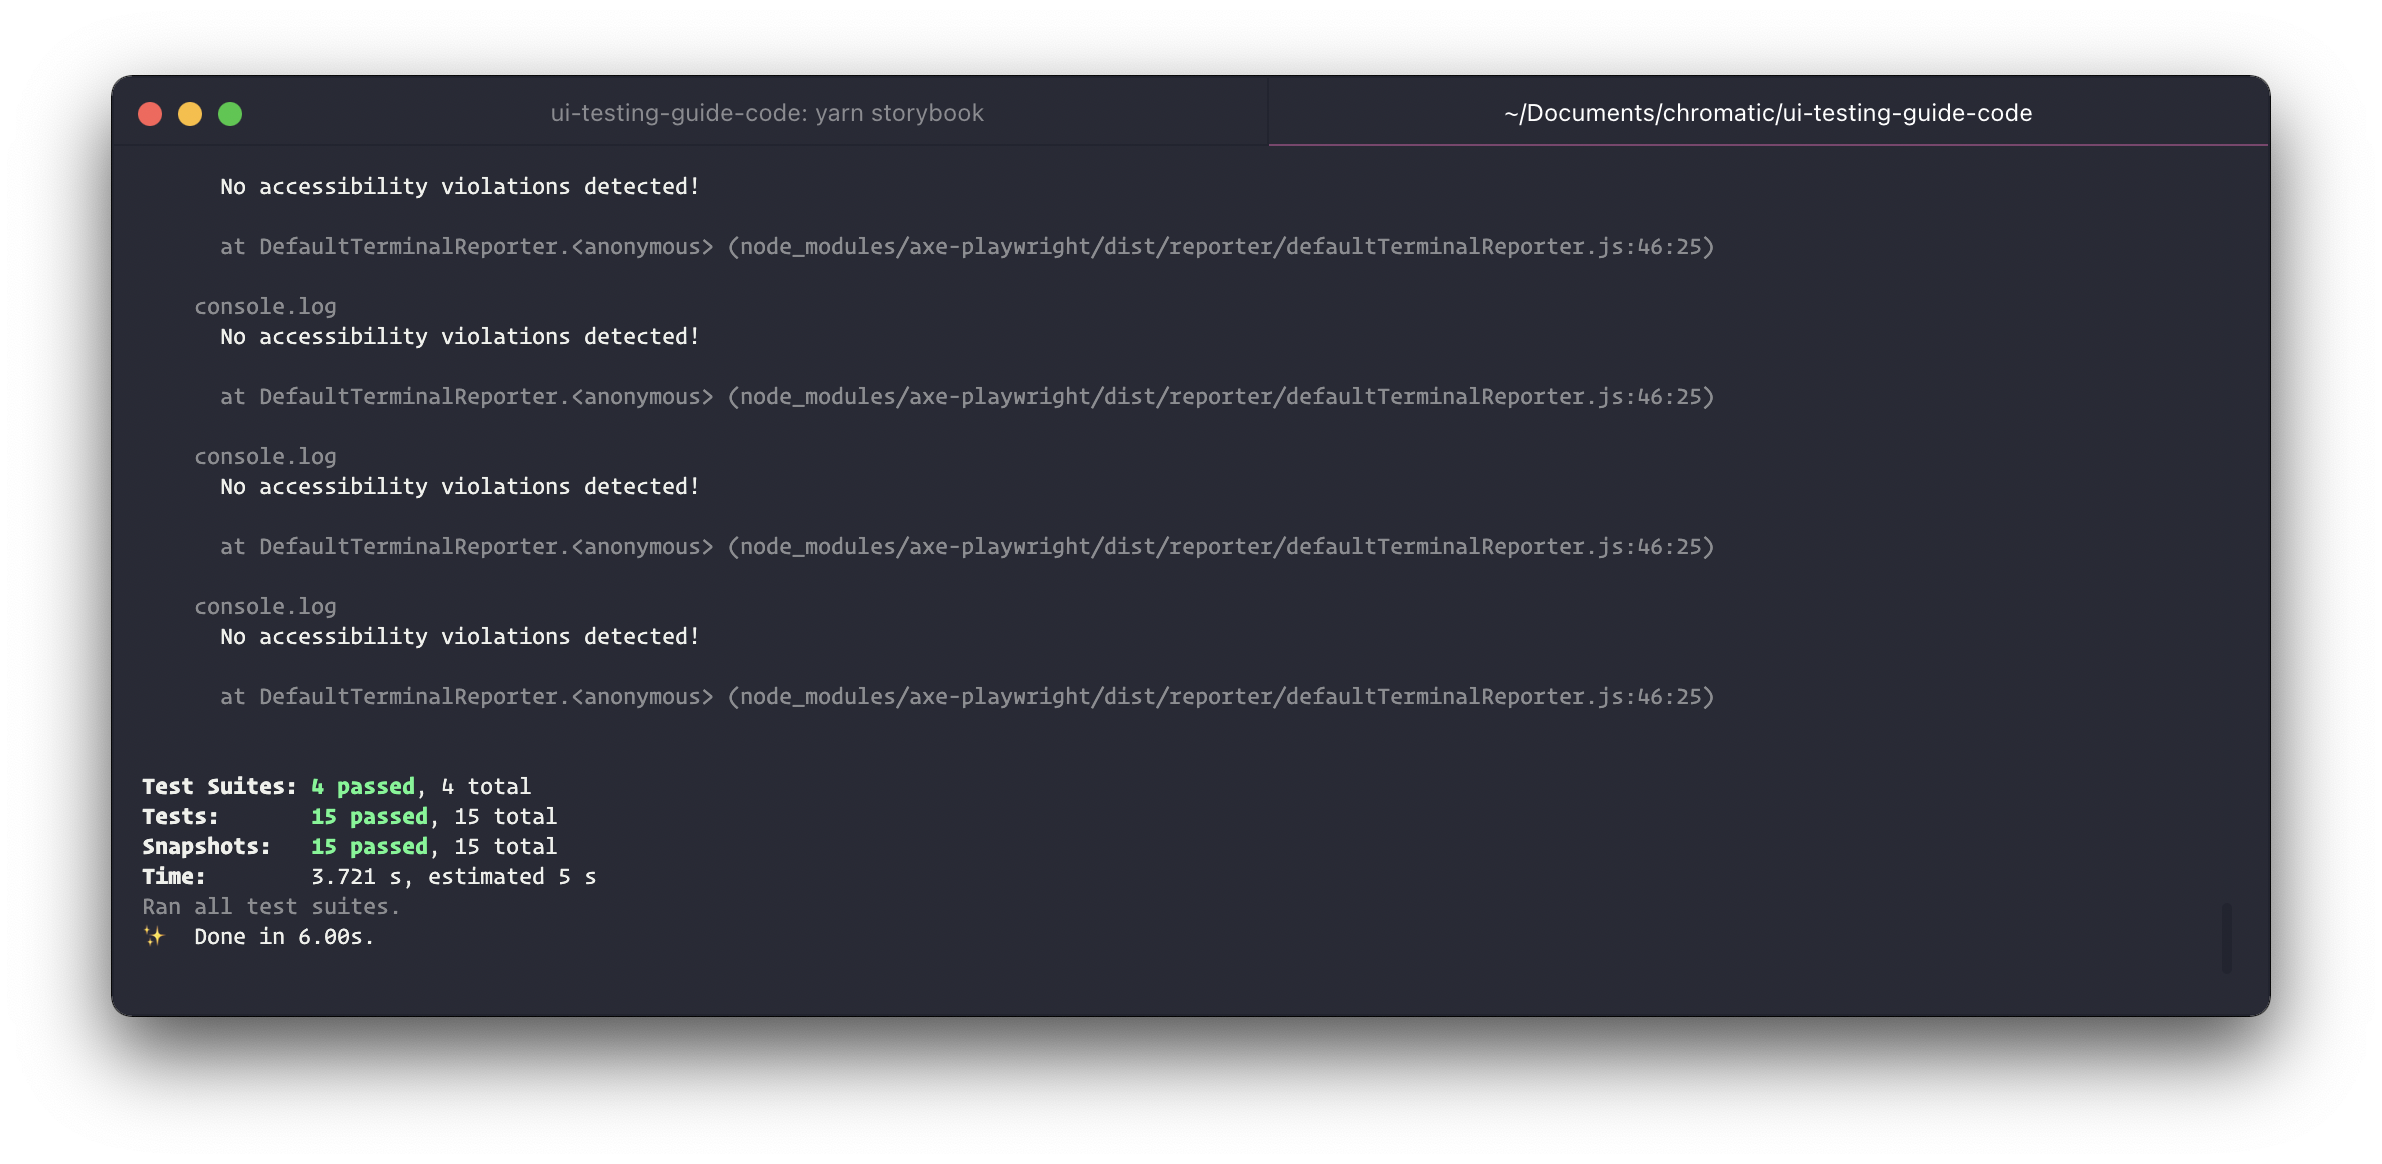 ui-testing-guide-code: yarn storybook
~/Documents/chromatic/ui-testing-guide-code
No accessibility violations detected!
at DefaultTerminalReporter.<anonymous> (node_modules/axe-playwright/dist/reporter/defaultTerminalReporter.js:46:25)
console.log
No accessibility violations detected!
at DefaultTerminalReporter.<anonymous> (node_modules/axe-playwright/dist/reporter/defaultTerminalReporter.js:46:25)
console.log
No accessibility violations detected!
at DefaultTerminalReporter.<anonymous> (node_modules/axe-playwright/dist/reporter/defaultTerminalReporter.js:46:25)
console.log
No accessibility violations detected!
at DefaultTerminalReporter.<anonymous> (node_modules/axe-playwright/dist/reporter/defaultTerminalReporter.js:46:25)
Test Suites: 4 passed, 4 total
Tests:       15 passed, 15 total
Snapshots:   15 passed, 15 total
Time:        3.721 s, estimated 5 s
Ran all test suites.
✨  Done in 6.00s.